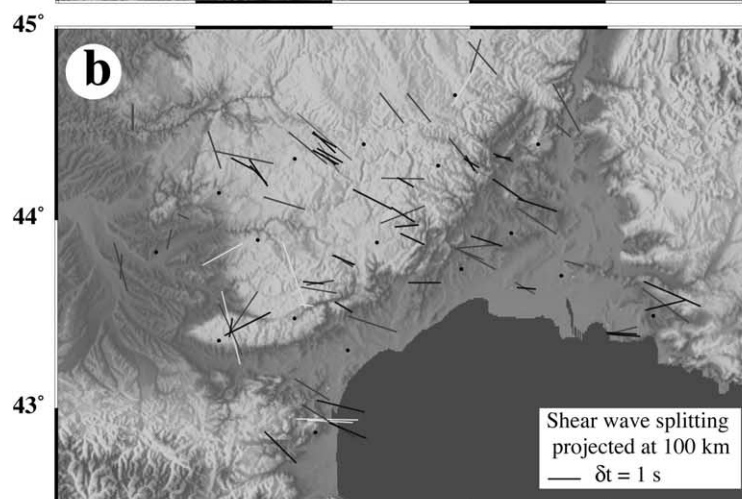 45°
b
44°
43°
Shear wave splitting
projected at 100 km
δt = 1 s